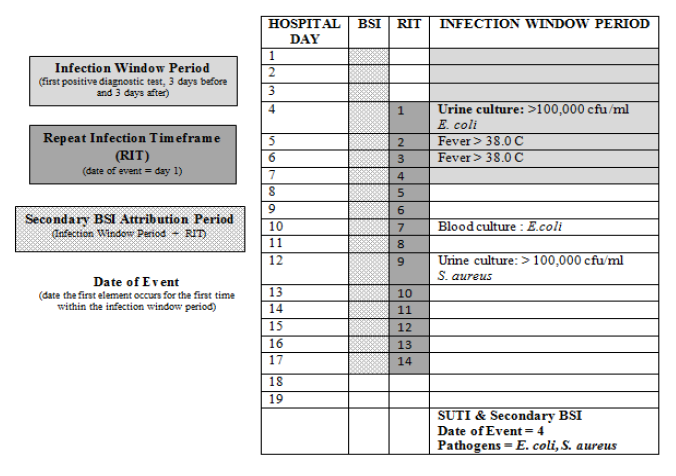 Infection Window Period
(first positive diagnostic test, 3 days before
and 3 days after)
Repeat Infection Timeframe
(RIT)
(date of event = day 1)
Secondary BSI Attribution Period
(Infection Window Period + RIT)
Date of Event
(date the first element occurs for the first time
within the infection window period)
HOSPITAL
DAY
BSI
RIT
INFECTION WINDOW PERIOD
1
2
3
4
1
Urine culture: >100,000 cfu/ml
E. coli
5
2
Fever > 38.0 C
6
3
Fever > 38.0 C
7
4
8
5
9
6
10
7
Blood culture : E.coli
11
8
12
9
Urine culture: > 100,000 cfu/ml
S. aureus
13
10
14
11
15
12
16
13
17
14
18
19
SUTI & Secondary BSI
Date of Event = 4
Pathogens = E. coli, S. aureus